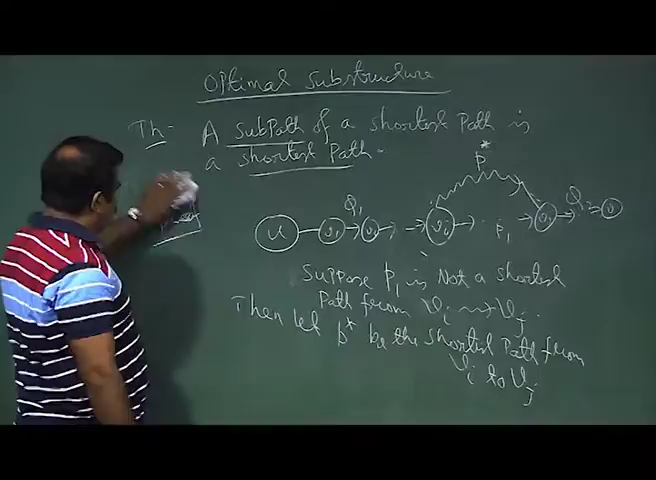 Optimal Substructure
Th- A SubPath of a shortest Path is
a shortest Path.
P*
u v1 Q1 v2 vi P1 vj Q2 v
Suppose P1 is Not a shortest
Path from Vi ⇝ Vj.
Then let p* be the shortest Path from
Vi to Vj